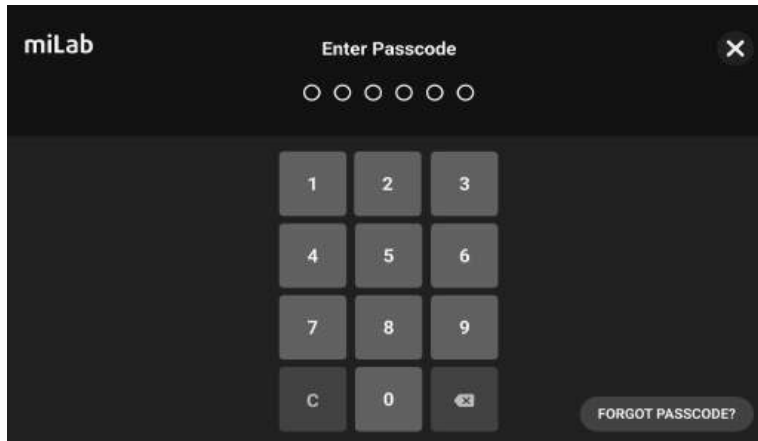 miLab
Enter Passcode
1 2 3
4 5 6
7 8 9
C 0
FORGOT PASSCODE?